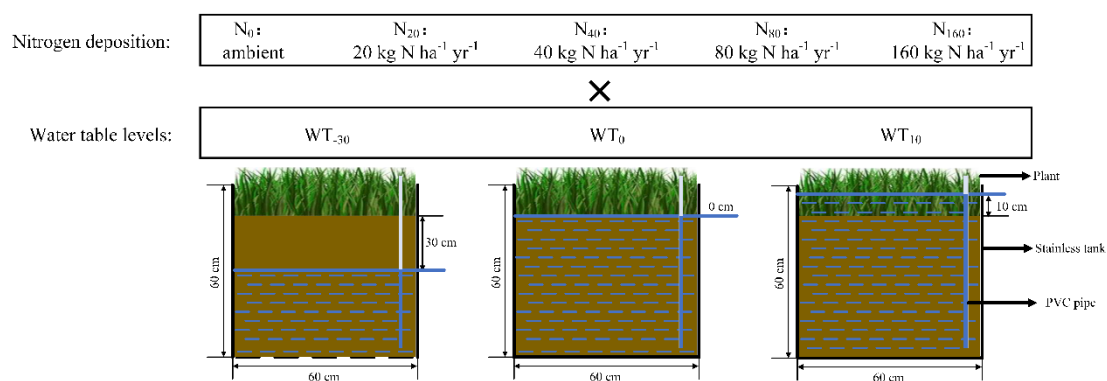 Nitrogen deposition:
N₀: N₂₀: N₄₀: N₈₀: N₁₆₀:
ambient 20 kg N ha⁻¹ yr⁻¹ 40 kg N ha⁻¹ yr⁻¹ 80 kg N ha⁻¹ yr⁻¹ 160 kg N ha⁻¹ yr⁻¹
×
Water table levels: WT₋₃₀ WT₀ WT₁₀
Plant
0 cm
10 cm
30 cm
Stainless tank
60 cm
60 cm
60 cm
PVC pipe
60 cm
60 cm
60 cm